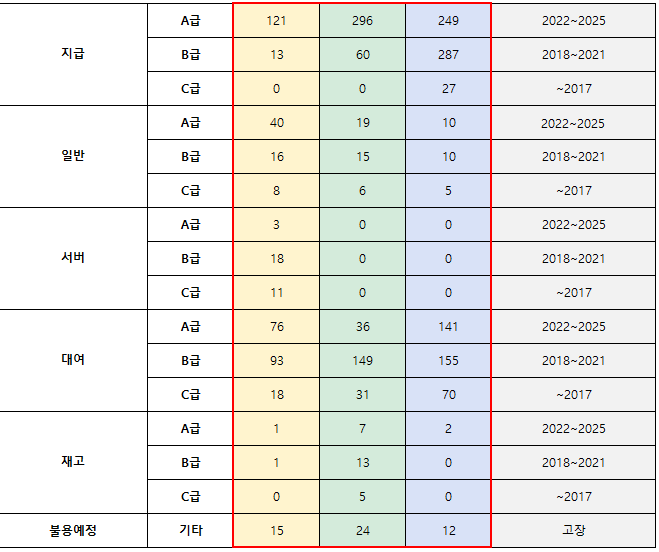 A급 121 296 249 2022~2025
지급 B급 13 60 287 2018~2021
C급 0 0 27 ~2017
A급 40 19 10 2022~2025
일반 B급 16 15 10 2018~2021
C급 8 6 5 ~2017
A급 3 0 0 2022~2025
서버 B급 18 0 0 2018~2021
C급 11 0 0 ~2017
A급 76 36 141 2022~2025
대여 B급 93 149 155 2018~2021
C급 18 31 70 ~2017
A급 1 7 2 2022~2025
재고 B급 1 13 0 2018~2021
C급 0 5 0 ~2017
불용예정 기타 15 24 12 고장